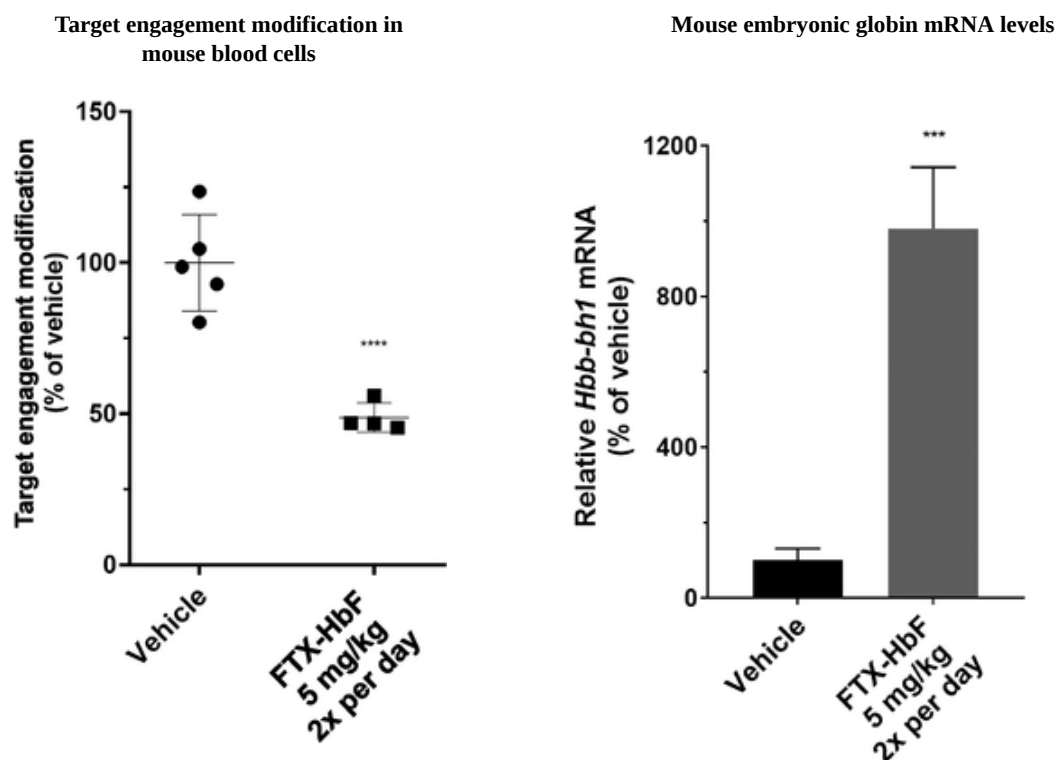 Target engagement modification in
mouse blood cells
Target engagement modification
(% of vehicle)
150
100
50
0
****
Vehicle
FTX-HbF
5 mg/kg
2x per day
Mouse embryonic globin mRNA levels
Relative Hbb-bh1 mRNA
(% of vehicle)
1200
800
400
0
***
Vehicle
FTX-HbF
5 mg/kg
2x per day